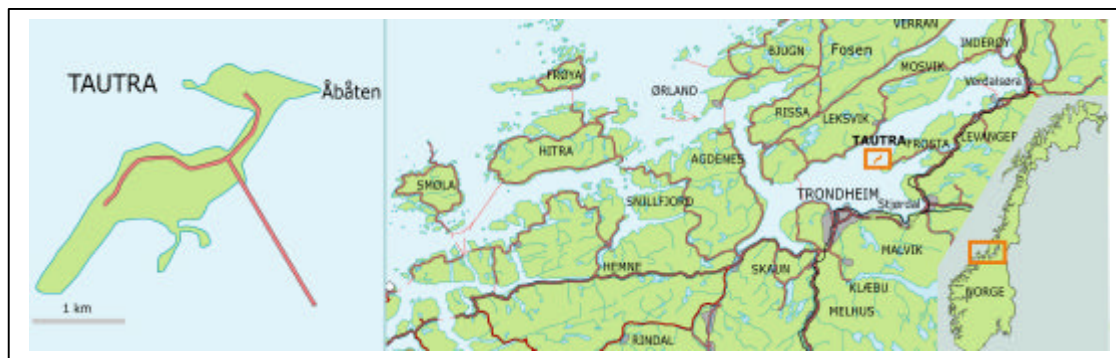 TAUTRA
Åbåten
1 km
VERRAN
BJUGN
Fosen
INDERØY
FRØYA
MOSVIK
ØRLAND
Verdalsøra
RISSA
LEKSVIK
TAUTRA
FROSTA
LEVANGER
HITRA
AGDENES
SMØLA
SNILLFJORD
TRONDHEIM
Stjørdal
MALVIK
HEMNE
SKAUN
KLÆBU
NORGE
MELHUS
RINDAL